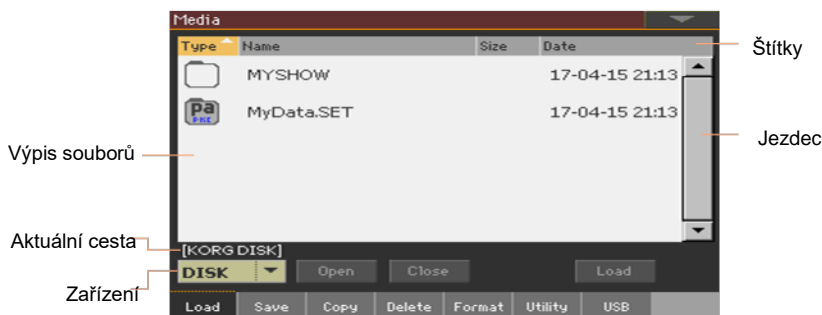 Media
Type Name Size Date
Štítky
MYSHOW 17-04-15 21:13
Pa
PKG
MyData.SET 17-04-15 21:13
Jezdec
Výpis souborů
Aktuální cesta
[KORG DISK]
DISK Open Close Load
Zařízení
Load Save Copy Delete Format Utility USB